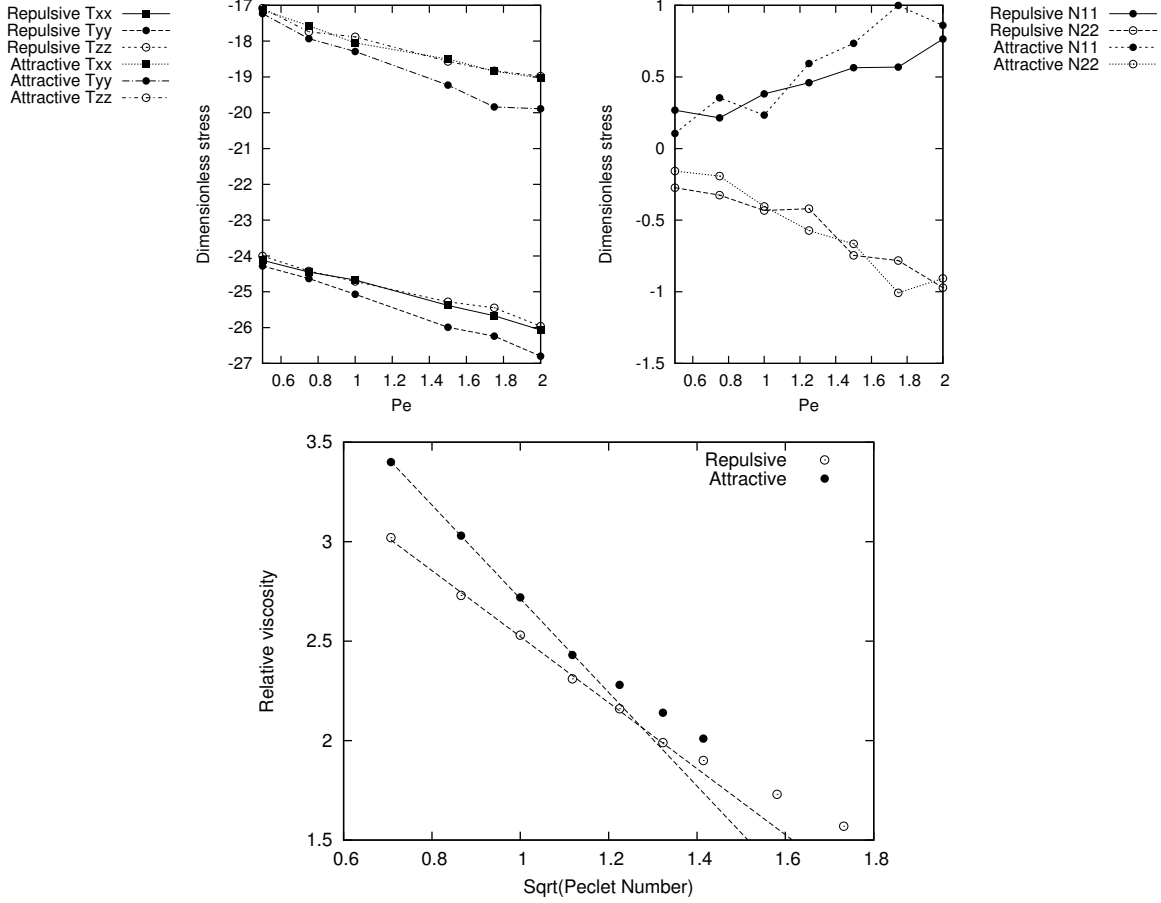 Repulsive Txx
Repulsive Tyy
Repulsive Tzz
Attractive Txx
Attractive Tyy
Attractive Tzz
-17
-18
-19
-20
-21
-22
-23
-24
-25
-26
-27
Dimensionless stress
0.6 0.8 1 1.2 1.4 1.6 1.8 2
Pe
Repulsive N11
Repulsive N22
Attractive N11
Attractive N22
1
0.5
0
-0.5
-1
-1.5
Dimensionless stress
0.6 0.8 1 1.2 1.4 1.6 1.8 2
Pe
Repulsive
Attractive
3.5
3
2.5
2
1.5
Relative viscosity
0.6 0.8 1 1.2 1.4 1.6 1.8
Sqrt(Peclet Number)